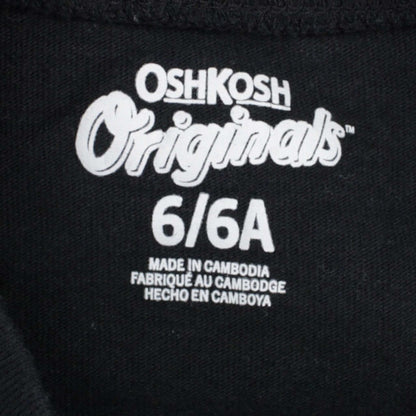 OSHKOSH
Originals™
6/6A
MADE IN CAMBODIA
FABRIQUÉ AU CAMBODGE
HECHO EN CAMBOYA